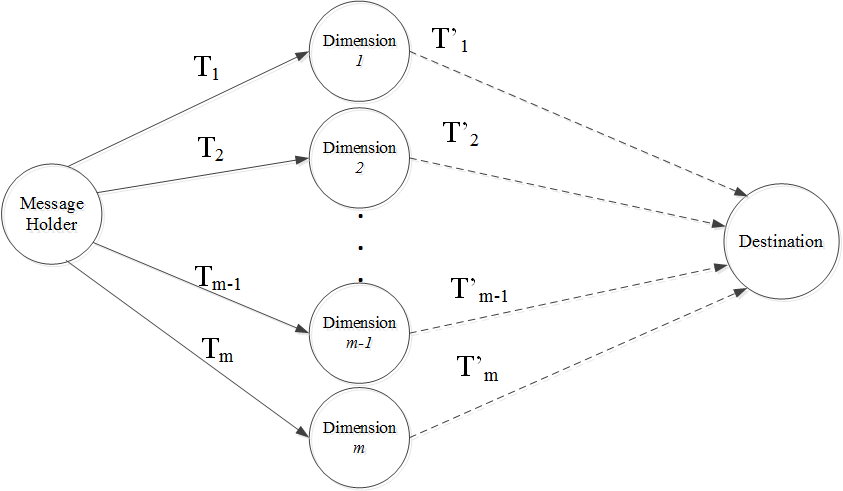 Dimension
1
T’1
T1
Dimension
2
T’2
T2
Message
Holder
Destination
Tm-1
Dimension
m-1
T’m-1
Tm
Dimension
m
T’m